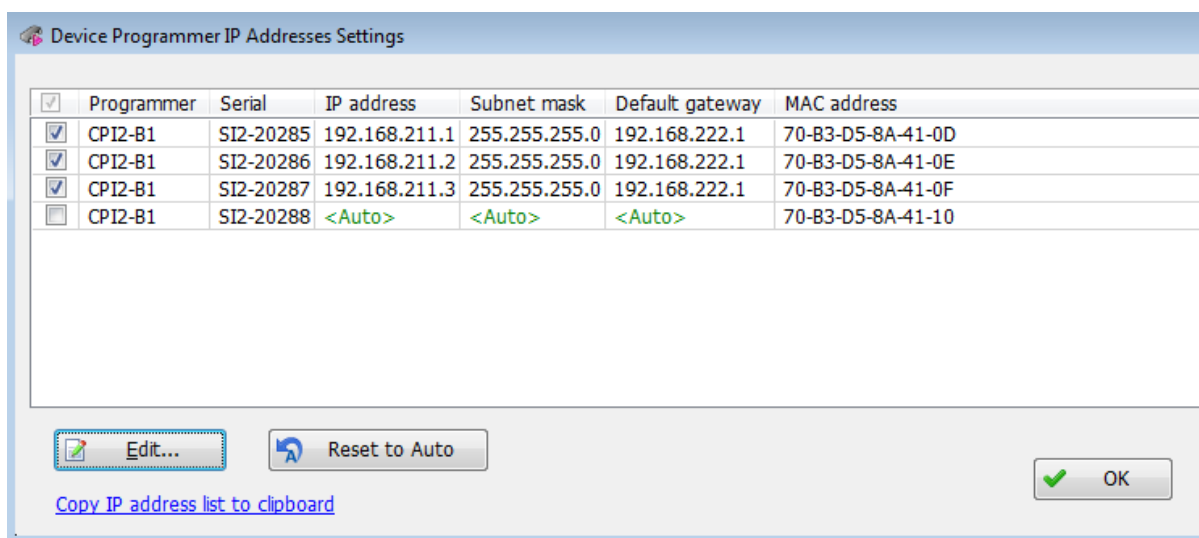 Device Programmer IP Addresses Settings
Programmer Serial IP address Subnet mask Default gateway MAC address
CPI2-B1 SI2-20285 192.168.211.1 255.255.255.0 192.168.222.1 70-B3-D5-8A-41-0D
CPI2-B1 SI2-20286 192.168.211.2 255.255.255.0 192.168.222.1 70-B3-D5-8A-41-0E
CPI2-B1 SI2-20287 192.168.211.3 255.255.255.0 192.168.222.1 70-B3-D5-8A-41-0F
CPI2-B1 SI2-20288 <Auto> <Auto> <Auto> 70-B3-D5-8A-41-10
Edit... Reset to Auto
OK
Copy IP address list to clipboard